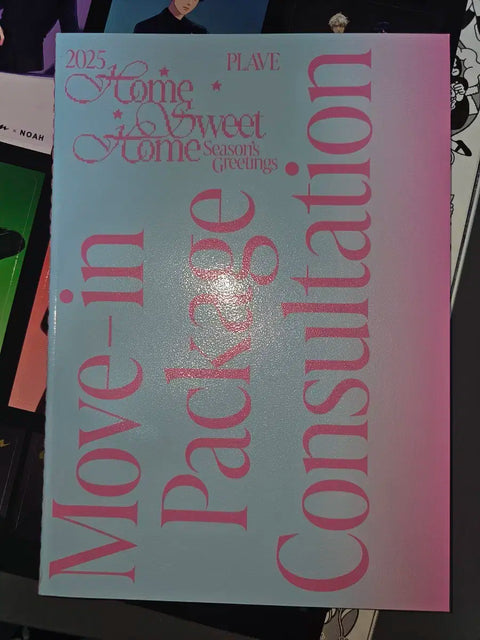 2025
PLAVE
Home
Sweet
Home Season's
Greetings
Move-in
Package
Consultation
× NOAH